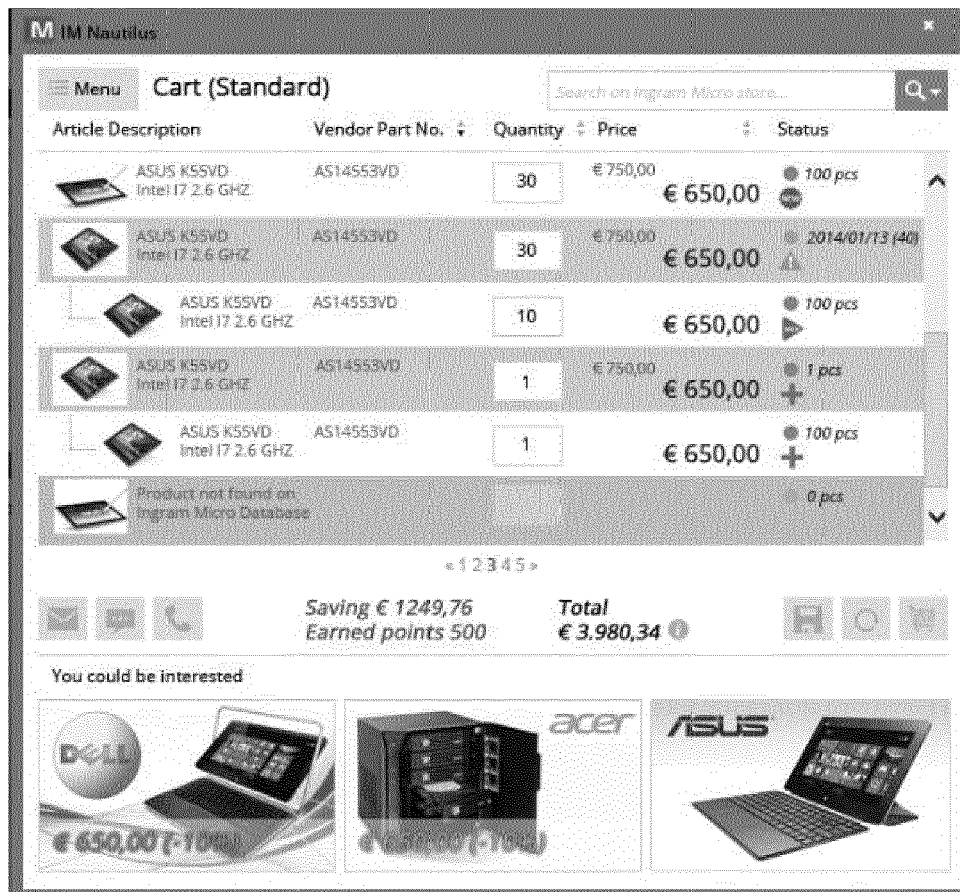 M IM Nautilus
Menu Cart (Standard) Search on Ingram Micro store...
Article Description Vendor Part No. Quantity Price Status
ASUS K55VD AS14553VD 30 € 750,00 € 650,00 100 pcs
Intel I7 2.6 GHZ
ASUS K55VD AS14553VD 30 € 750,00 € 650,00 2014/01/13 (40)
Intel I7 2.6 GHZ
ASUS K55VD AS14553VD 10 € 650,00 100 pcs
Intel I7 2.6 GHZ
ASUS K55VD AS14553VD 1 € 750,00 € 650,00 1 pcs
Intel I7 2.6 GHZ
ASUS K55VD AS14553VD 1 € 650,00 100 pcs
Intel I7 2.6 GHZ
Product not found on 0 pcs
Ingram Micro Database
«12345»
Saving € 1249,76 Total
Earned points 500 € 3.980,34
You could be interested
DELL acer ASUS
€ 650,00 (-10%)